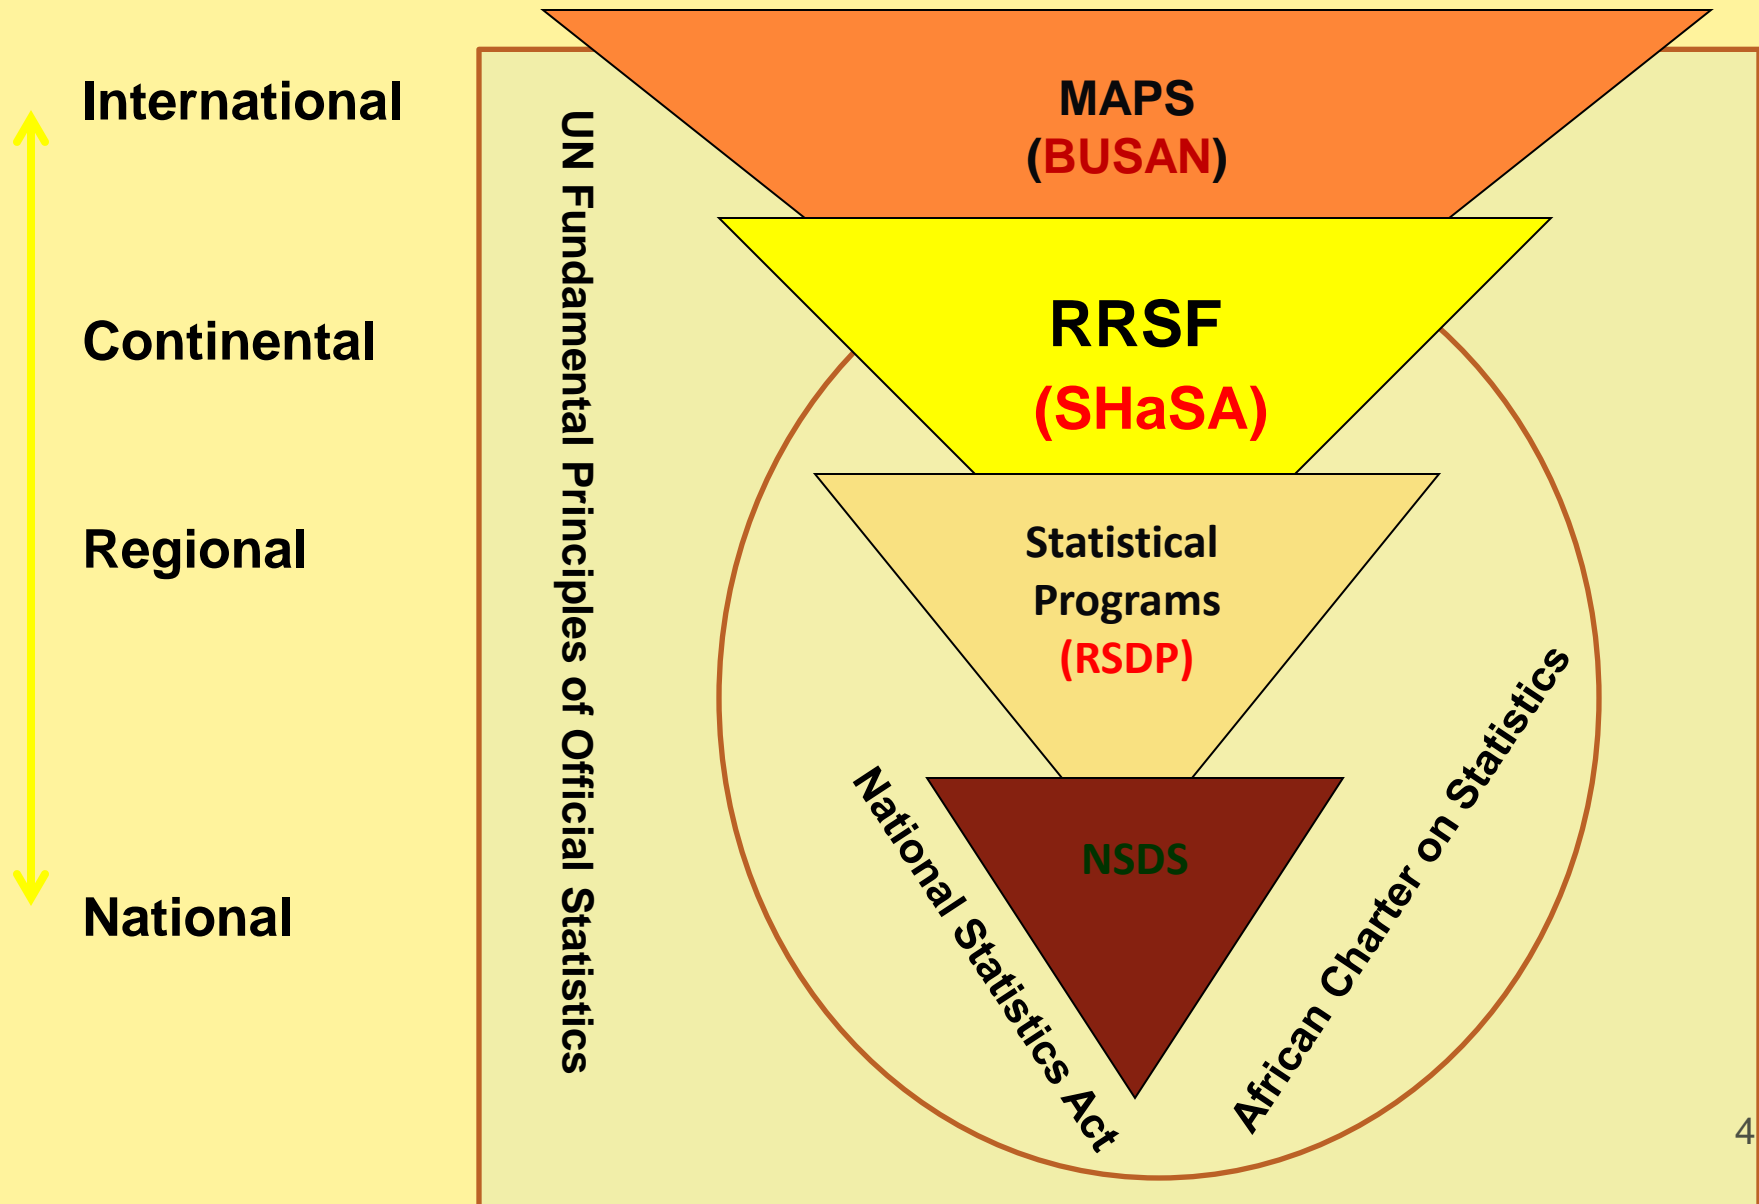 International
Continental
Regional
National
UN Fundamental Principles of Official Statistics
MAPS
(BUSAN)
RRSF
(SHaSA)
Statistical
Programs
(RSDP)
NSDS
National Statistics Act
African Charter on Statistics
4